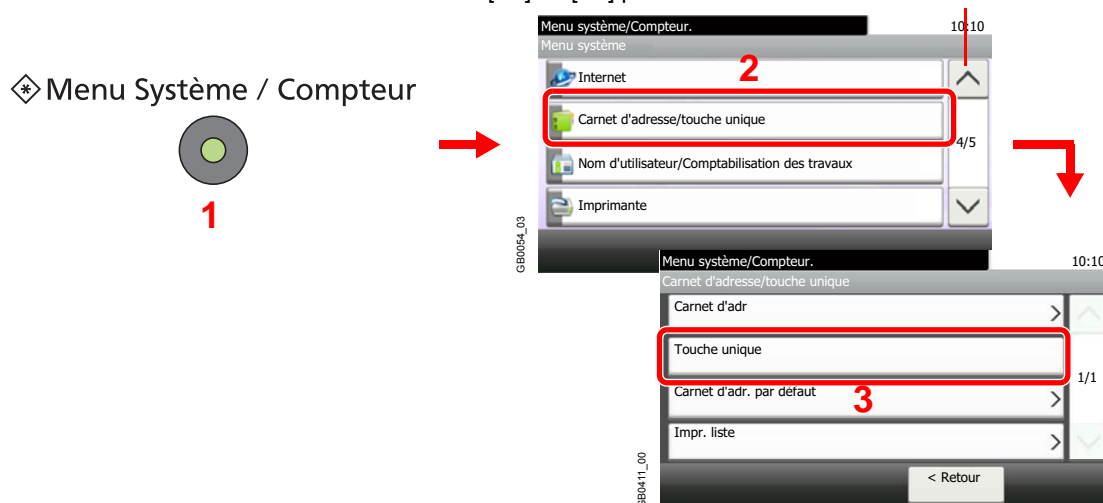 Menu Système / Compteur
1
Menu système/Compteur.
10:10
Menu système
Internet
2
Carnet d'adresse/touche unique
4/5
Nom d'utilisateur/Comptabilisation des travaux
Imprimante
GB0054_03
Menu système/Compteur.
10:10
Carnet d'adresse/touche unique
Carnet d'adr
Touche unique
1/1
Carnet d'adr. par défaut
3
Impr. liste
< Retour
GB0411_00